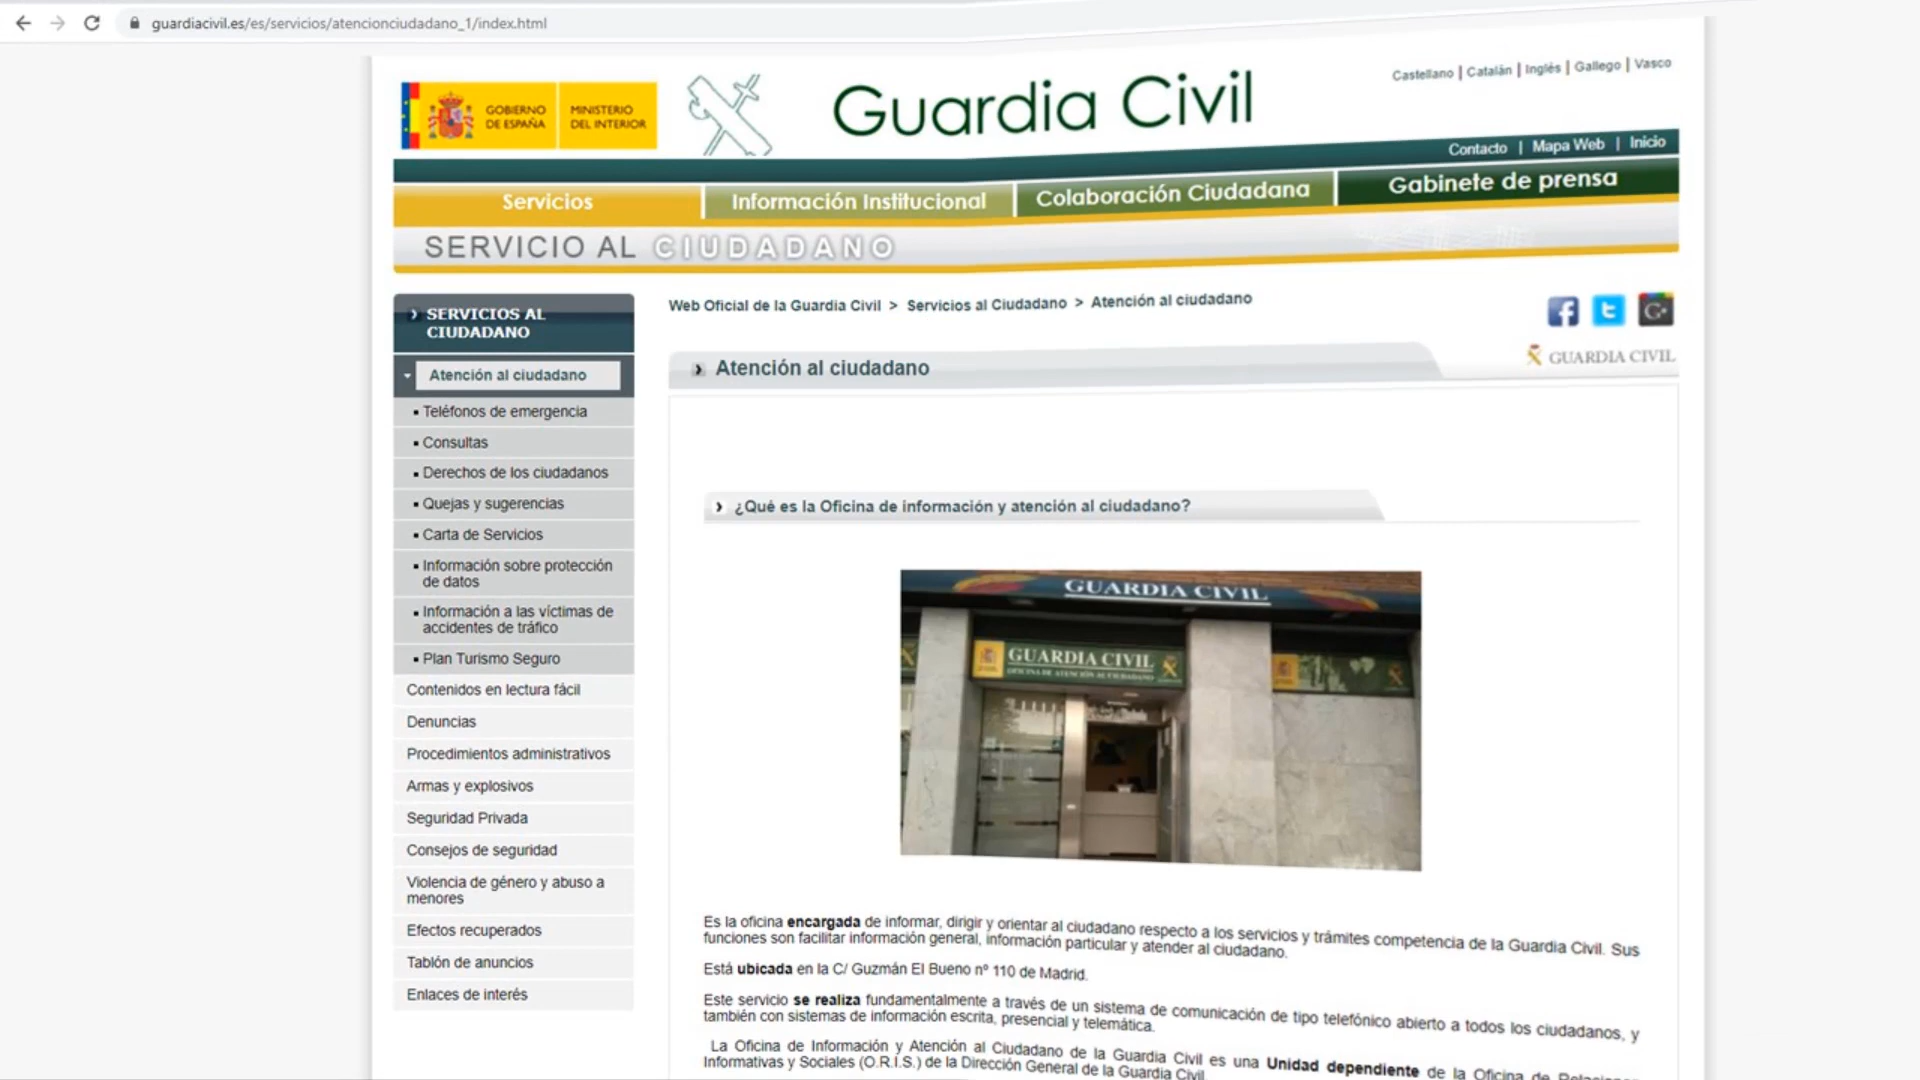 guardiacivil.es/es/servicios/atencionciudadano_1/index.html
GOBIERNO
DE ESPAÑA
MINISTERIO
DEL INTERIOR
Guardia Civil
Castellano | Catalán | Inglés | Gallego | Vasco
Contacto | Mapa Web | Inicio
Servicios
Información Institucional
Colaboración Ciudadana
Gabinete de prensa
SERVICIO AL CIUDADANO
SERVICIOS AL
CIUDADANO
Atención al ciudadano
Teléfonos de emergencia
Consultas
Derechos de los ciudadanos
Quejas y sugerencias
Carta de Servicios
Información sobre protección
de datos
Información a las víctimas de
accidentes de tráfico
Plan Turismo Seguro
Contenidos en lectura fácil
Denuncias
Procedimientos administrativos
Armas y explosivos
Seguridad Privada
Consejos de seguridad
Violencia de género y abuso a
menores
Efectos recuperados
Tablón de anuncios
Enlaces de interés
Web Oficial de la Guardia Civil > Servicios al Ciudadano > Atención al ciudadano
GUARDIA CIVIL
Atención al ciudadano
¿Qué es la Oficina de información y atención al ciudadano?
GUARDIA CIVIL
GUARDIA CIVIL
OFICINA DE ATENCIÓN AL CIUDADANO
Es la oficina encargada de informar, dirigir y orientar al ciudadano respecto a los servicios y trámites competencia de la Guardia Civil. Sus
funciones son facilitar información general, información particular y atender al ciudadano.
Está ubicada en la C/ Guzmán El Bueno nº 110 de Madrid.
Este servicio se realiza fundamentalmente a través de un sistema de comunicación de tipo telefónico abierto a todos los ciudadanos, y
también con sistemas de información escrita, presencial y telemática.
La Oficina de Información y Atención al Ciudadano de la Guardia Civil es una Unidad dependiente de la Oficina de Relaciones
Informativas y Sociales (O.R.I.S.) de la Dirección General de la Guardia Civil.